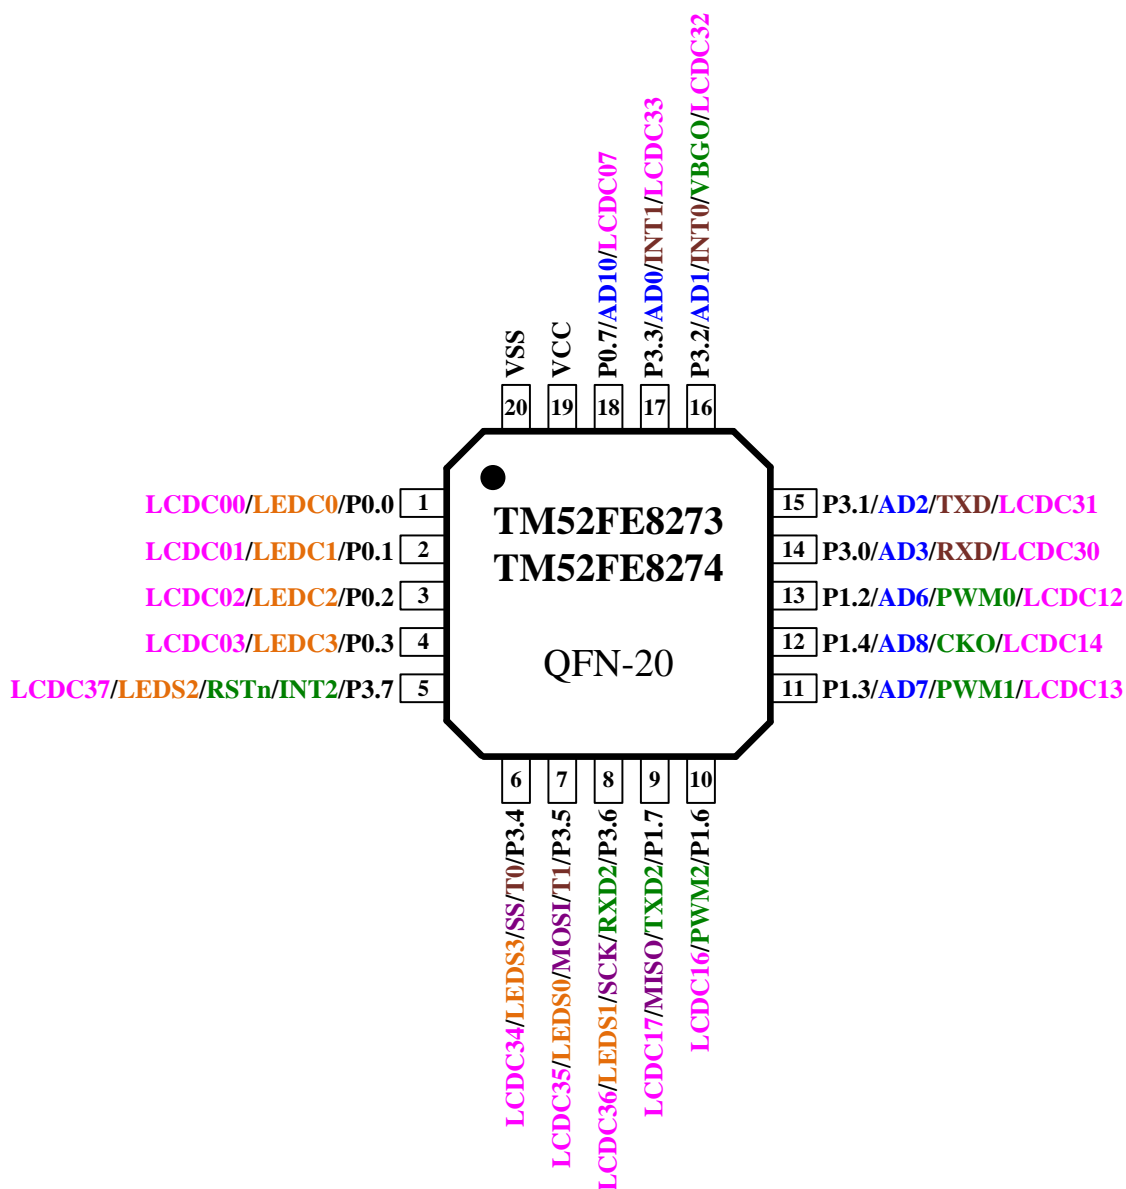 VSS
VCC
P0.7/AD10/LCDC07
P3.3/AD0/INT1/LCDC33
P3.2/AD1/INT0/VBGO/LCDC32
20
19
18
17
16
LCDC00/LEDC0/P0.0
1
LCDC01/LEDC1/P0.1
2
LCDC02/LEDC2/P0.2
3
LCDC03/LEDC3/P0.3
4
LCDC37/LEDS2/RSTn/INT2/P3.7
5
TM52FE8273
TM52FE8274
QFN-20
15
P3.1/AD2/TXD/LCDC31
14
P3.0/AD3/RXD/LCDC30
13
P1.2/AD6/PWM0/LCDC12
12
P1.4/AD8/CKO/LCDC14
11
P1.3/AD7/PWM1/LCDC13
6
7
8
9
10
LCDC34/LEDS3/SS/T0/P3.4
LCDC35/LEDS0/MOSI/T1/P3.5
LCDC36/LEDS1/SCK/RXD2/P3.6
LCDC17/MISO/TXD2/P1.7
LCDC16/PWM2/P1.6